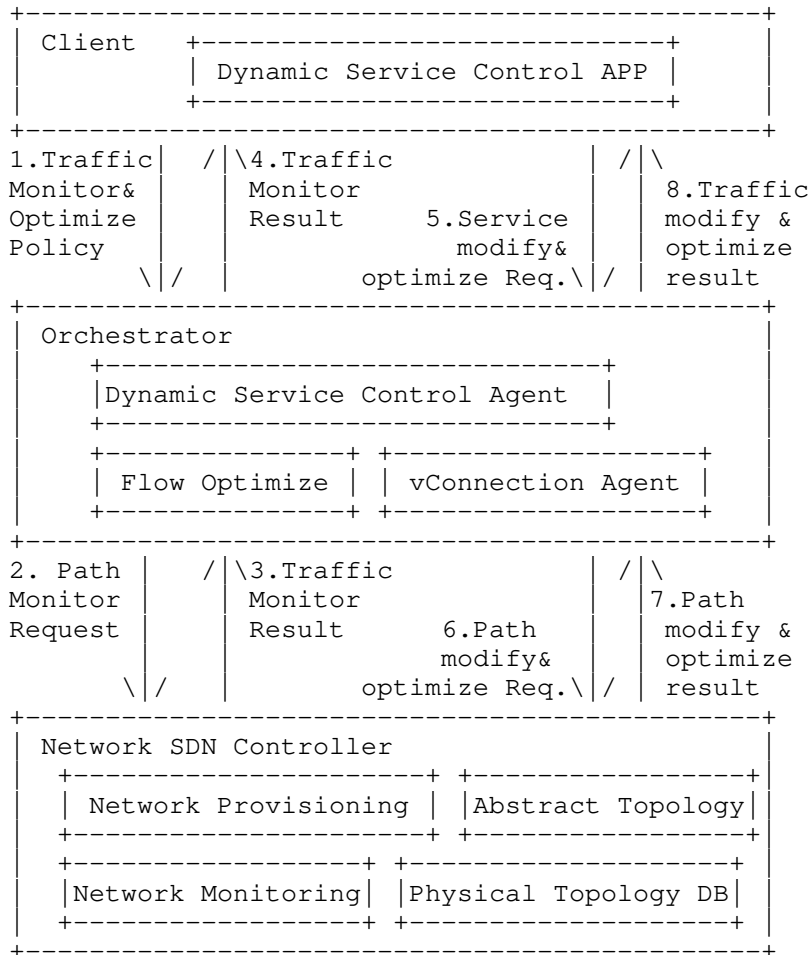 Client
Dynamic Service Control APP
1.Traffic 4.Traffic
Monitor& Monitor 8.Traffic
Optimize Result 5.Service modify &
Policy modify& optimize
optimize Req. result
Orchestrator
Dynamic Service Control Agent
Flow Optimize vConnection Agent
2. Path 3.Traffic
Monitor Monitor 7.Path
Request Result 6.Path modify &
modify& optimize
optimize Req. result
Network SDN Controller
Network Provisioning Abstract Topology
Network Monitoring Physical Topology DB